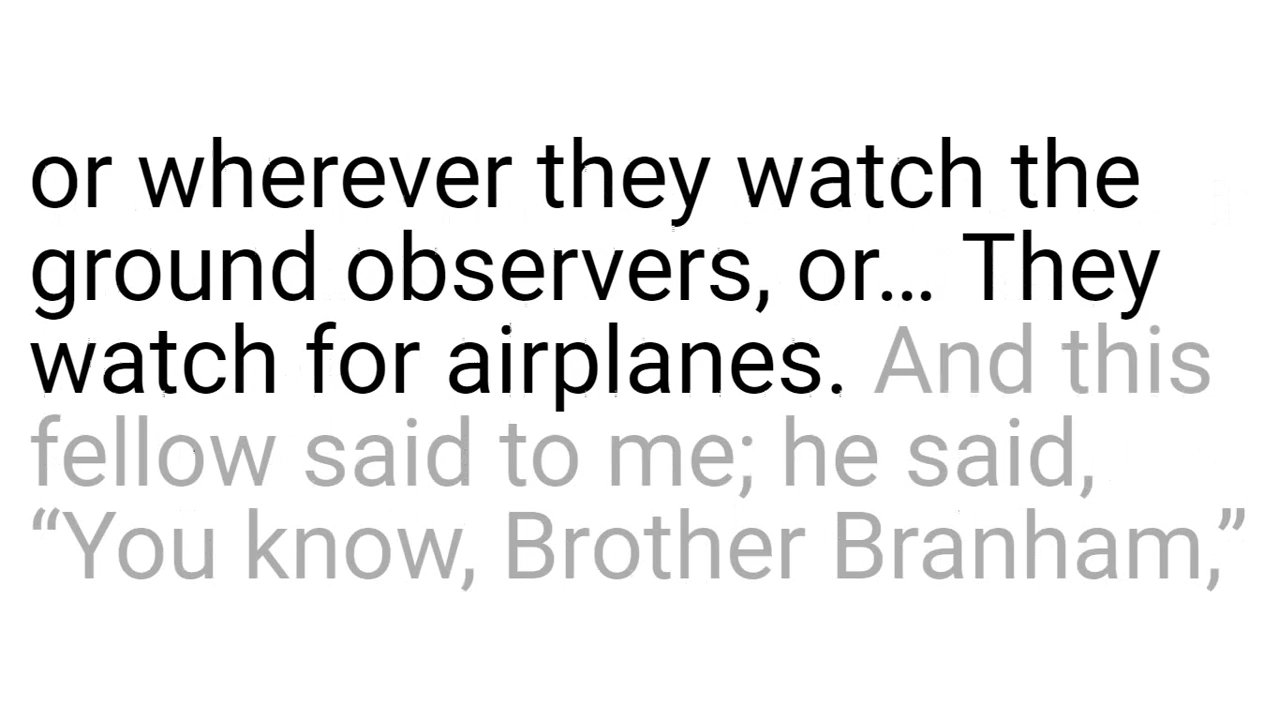 or wherever they watch the
ground observers, or… They
watch for airplanes. And this
fellow said to me; he said,
“You know, Brother Branham,”